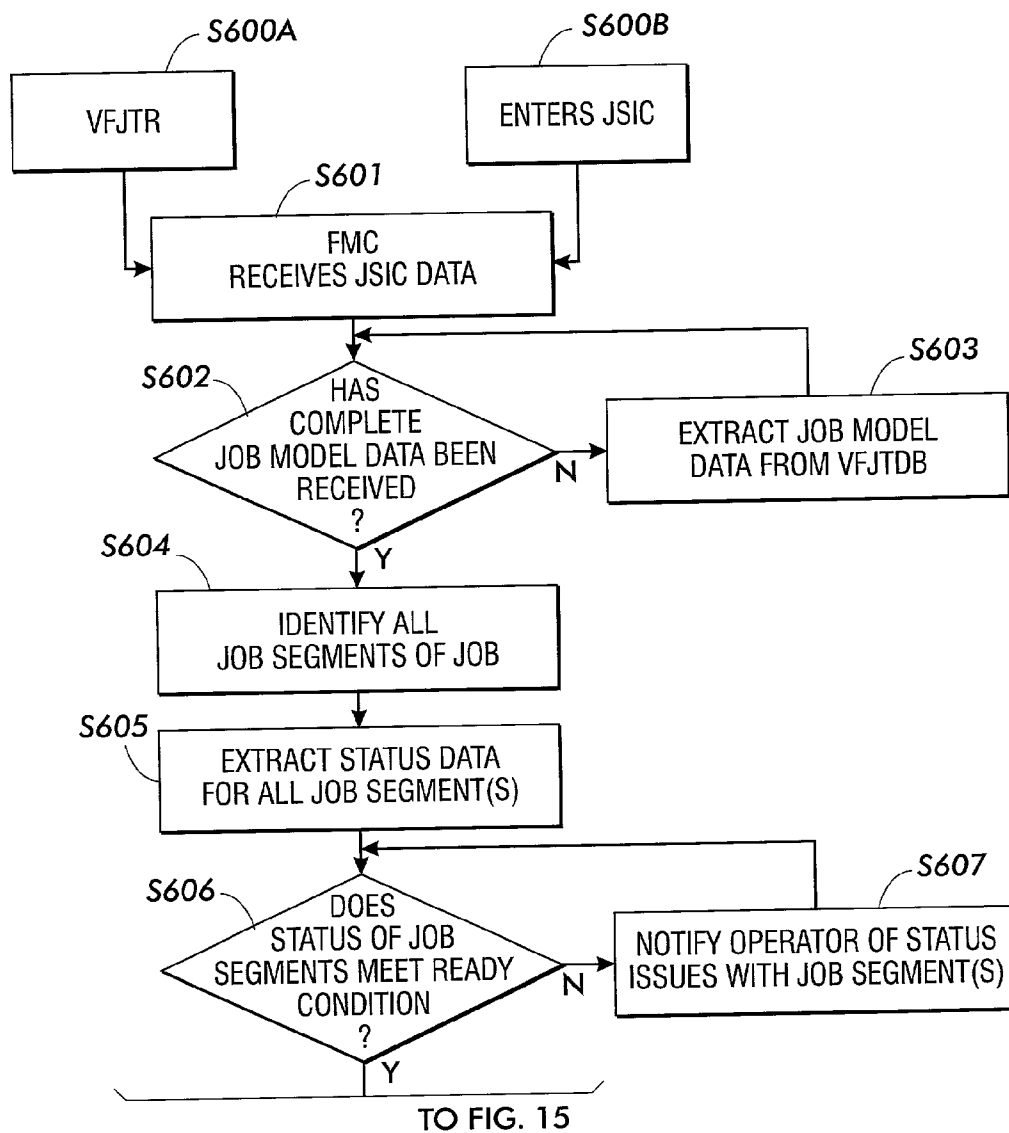 S600A
VFJTR
S600B
ENTERS JSIC
S601
FMC
RECEIVES JSIC DATA
S602
HAS
COMPLETE
JOB MODEL DATA BEEN
RECEIVED
?
N
Y
S603
EXTRACT JOB MODEL
DATA FROM VFJTDB
S604
IDENTIFY ALL
JOB SEGMENTS OF JOB
S605
EXTRACT STATUS DATA
FOR ALL JOB SEGMENT(S)
S606
DOES
STATUS OF JOB
SEGMENTS MEET READY
CONDITION
?
N
Y
S607
NOTIFY OPERATOR OF STATUS
ISSUES WITH JOB SEGMENT(S)
TO FIG. 15